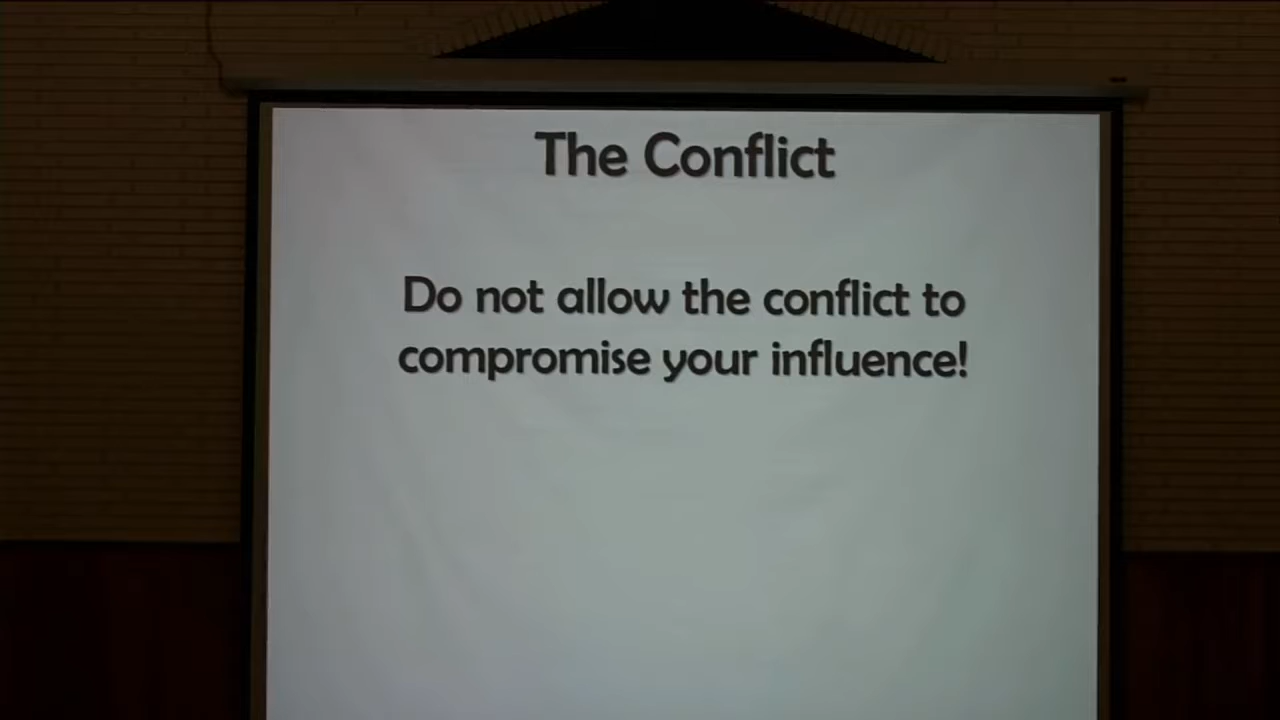 The Conflict
Do not allow the conflict to
compromise your influence!